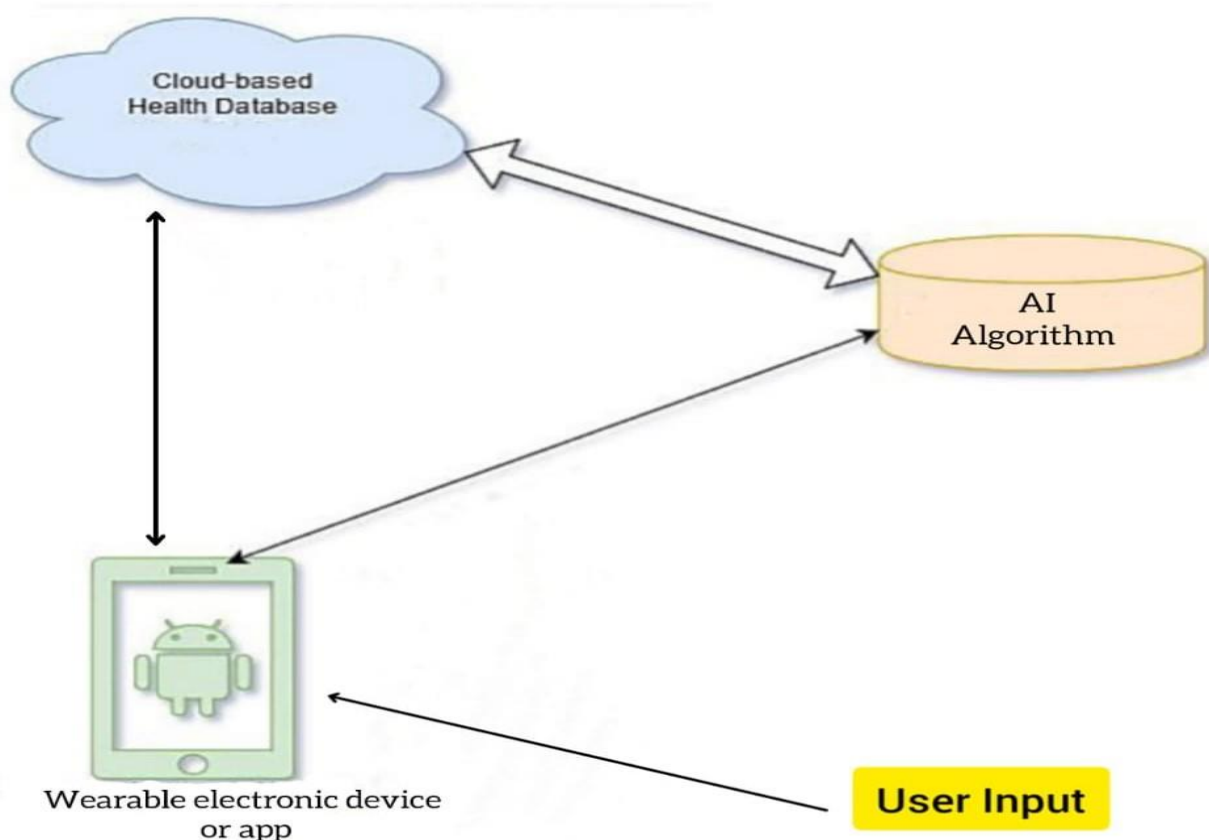 Cloud-based
Health Database
AI
Algorithm
Wearable electronic device
or app
User Input